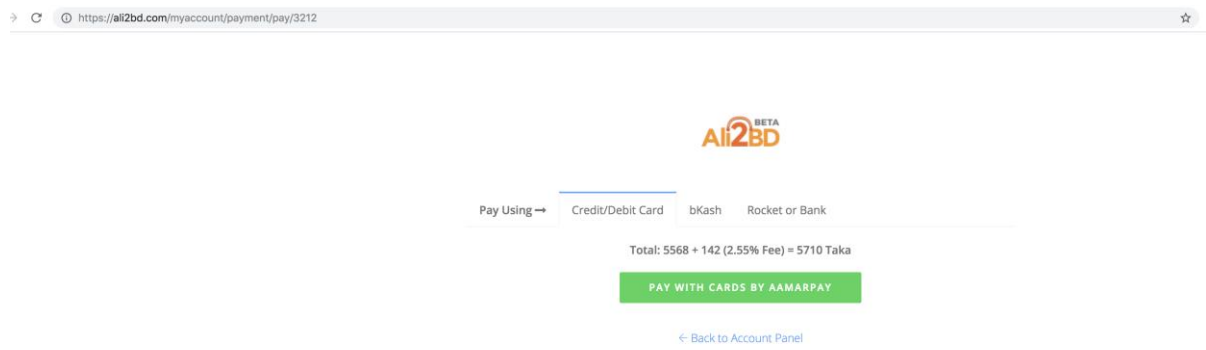 https://ali2bd.com/myaccount/payment/pay/3212
BETA
Ali2BD
Pay Using → Credit/Debit Card bKash Rocket or Bank
Total: 5568 + 142 (2.55% Fee) = 5710 Taka
PAY WITH CARDS BY AAMARPAY
← Back to Account Panel